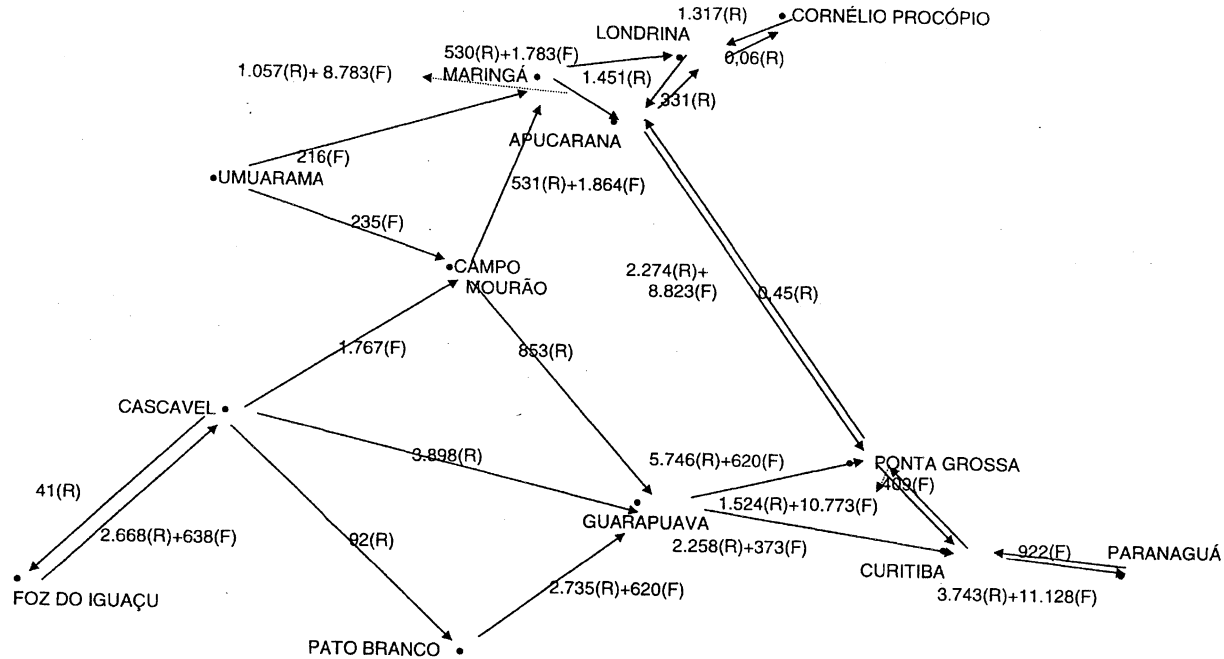 1.317(R)
CORNÉLIO PROCÓPIO
LONDRINA
530(R)+1.783(F)
0,06(R)
1.057(R)+ 8.783(F)
MARINGÁ
1.451(R)
331(R)
APUCARANA
216(F)
UMUARAMA
531(R)+1.864(F)
235(F)
CAMPO
MOURÃO
2.274(R)+
8.823(F)
0,45(R)
1.767(F)
853(R)
CASCAVEL
3.898(R)
5.746(R)+620(F)
PONTA GROSSA
409(F)
41(R)
1.524(R)+10.773(F)
GUARAPUAVA
2.668(R)+638(F)
92(R)
2.258(R)+373(F)
922(F)
PARANAGUÁ
CURITIBA
2.735(R)+620(F)
3.743(R)+11.128(F)
FOZ DO IGUAÇU
PATO BRANCO